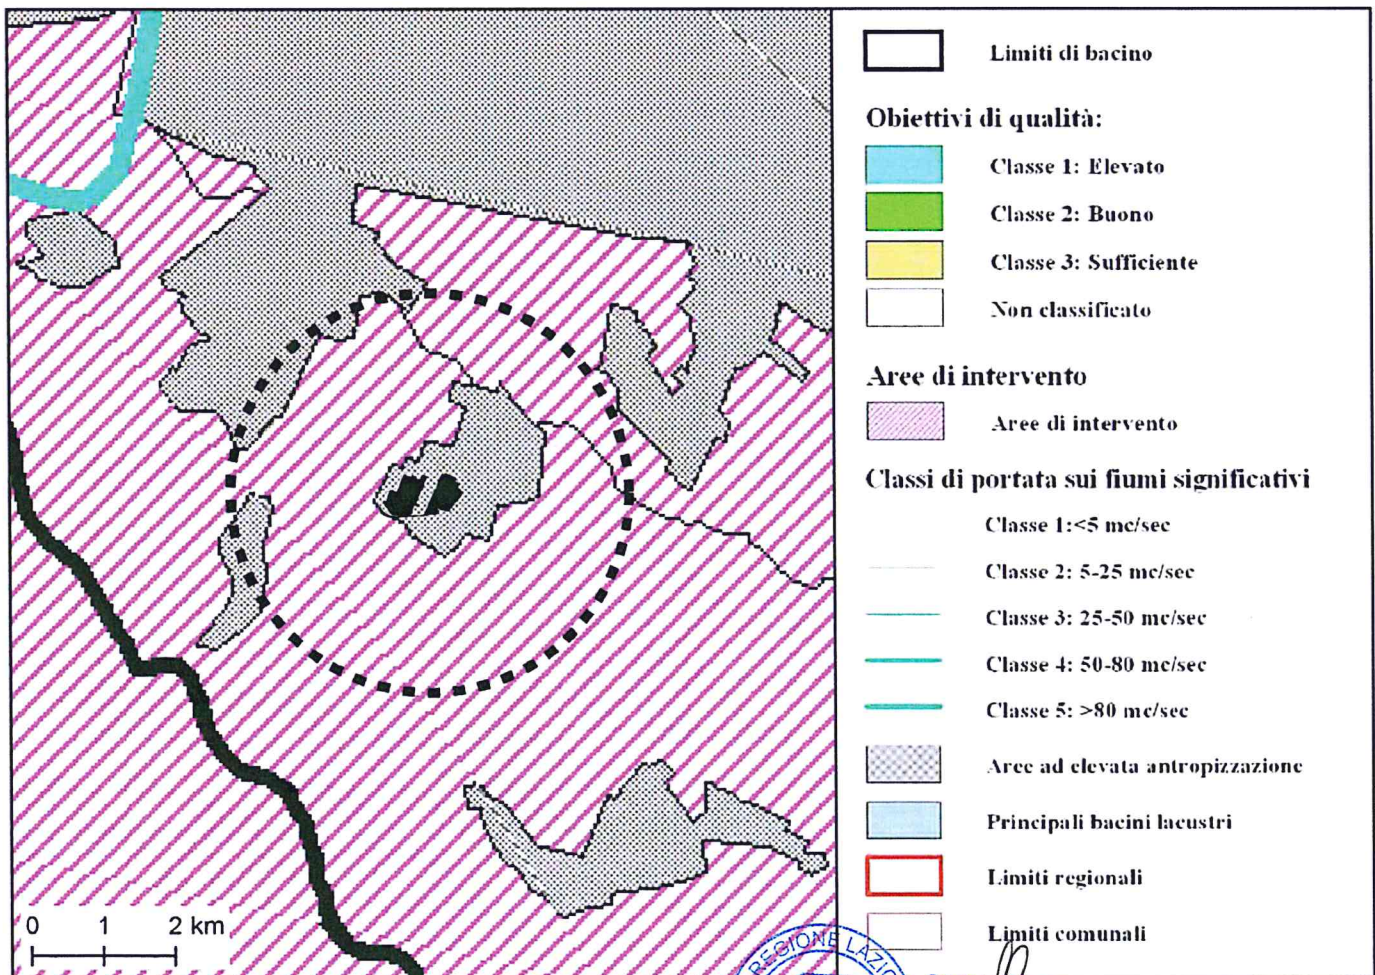 Limiti di bacino
Obiettivi di qualità:
Classe 1: Elevato
Classe 2: Buono
Classe 3: Sufficiente
Non classificato
Aree di intervento
Aree di intervento
Classi di portata sui fiumi significativi
Classe 1:<5 mc/sec
Classe 2: 5-25 mc/sec
Classe 3: 25-50 mc/sec
Classe 4: 50-80 mc/sec
Classe 5: >80 mc/sec
Aree ad elevata antropizzazione
Principali bacini lacustri
Limiti regionali
Limiti comunali
0 1 2 km
REGIONE LAZIO